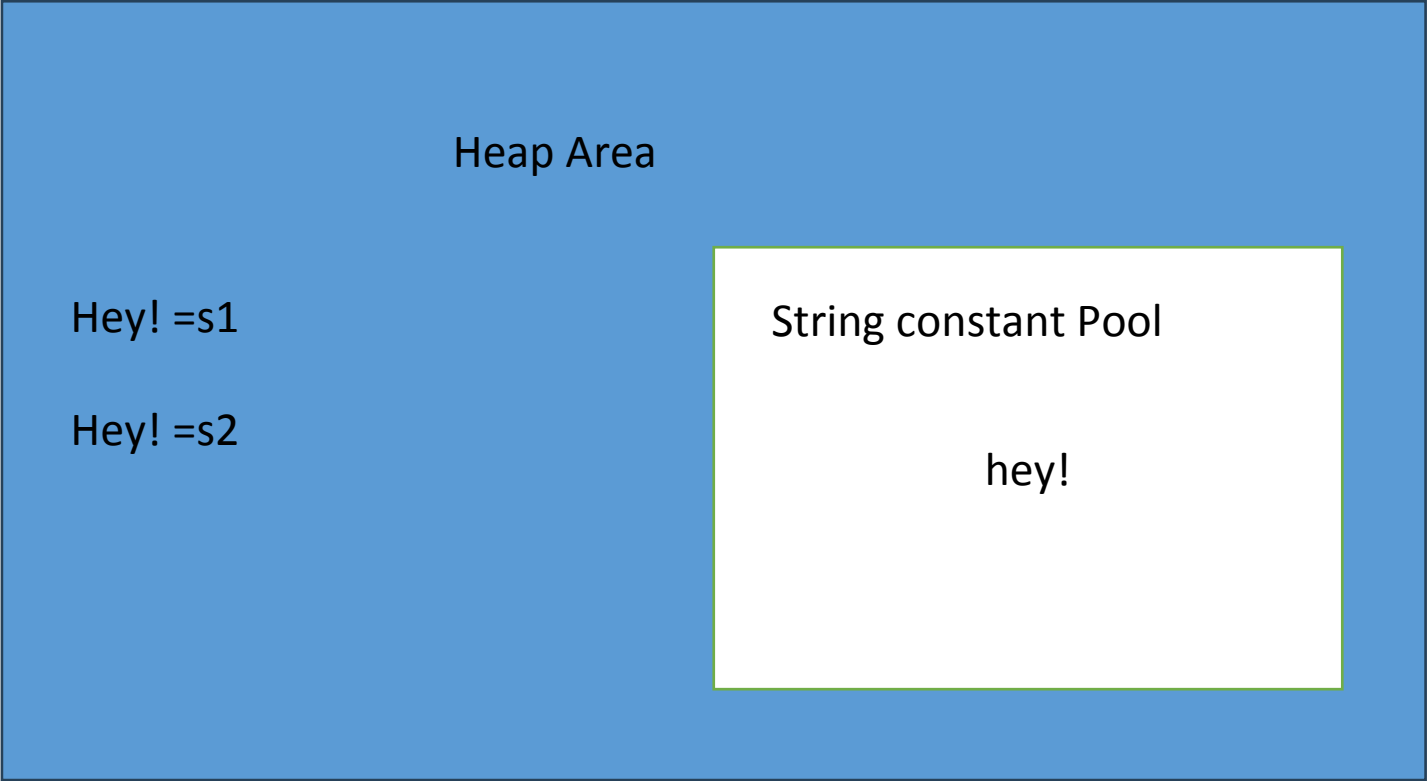 Heap Area
Hey! =s1
Hey! =s2
String constant Pool
hey!